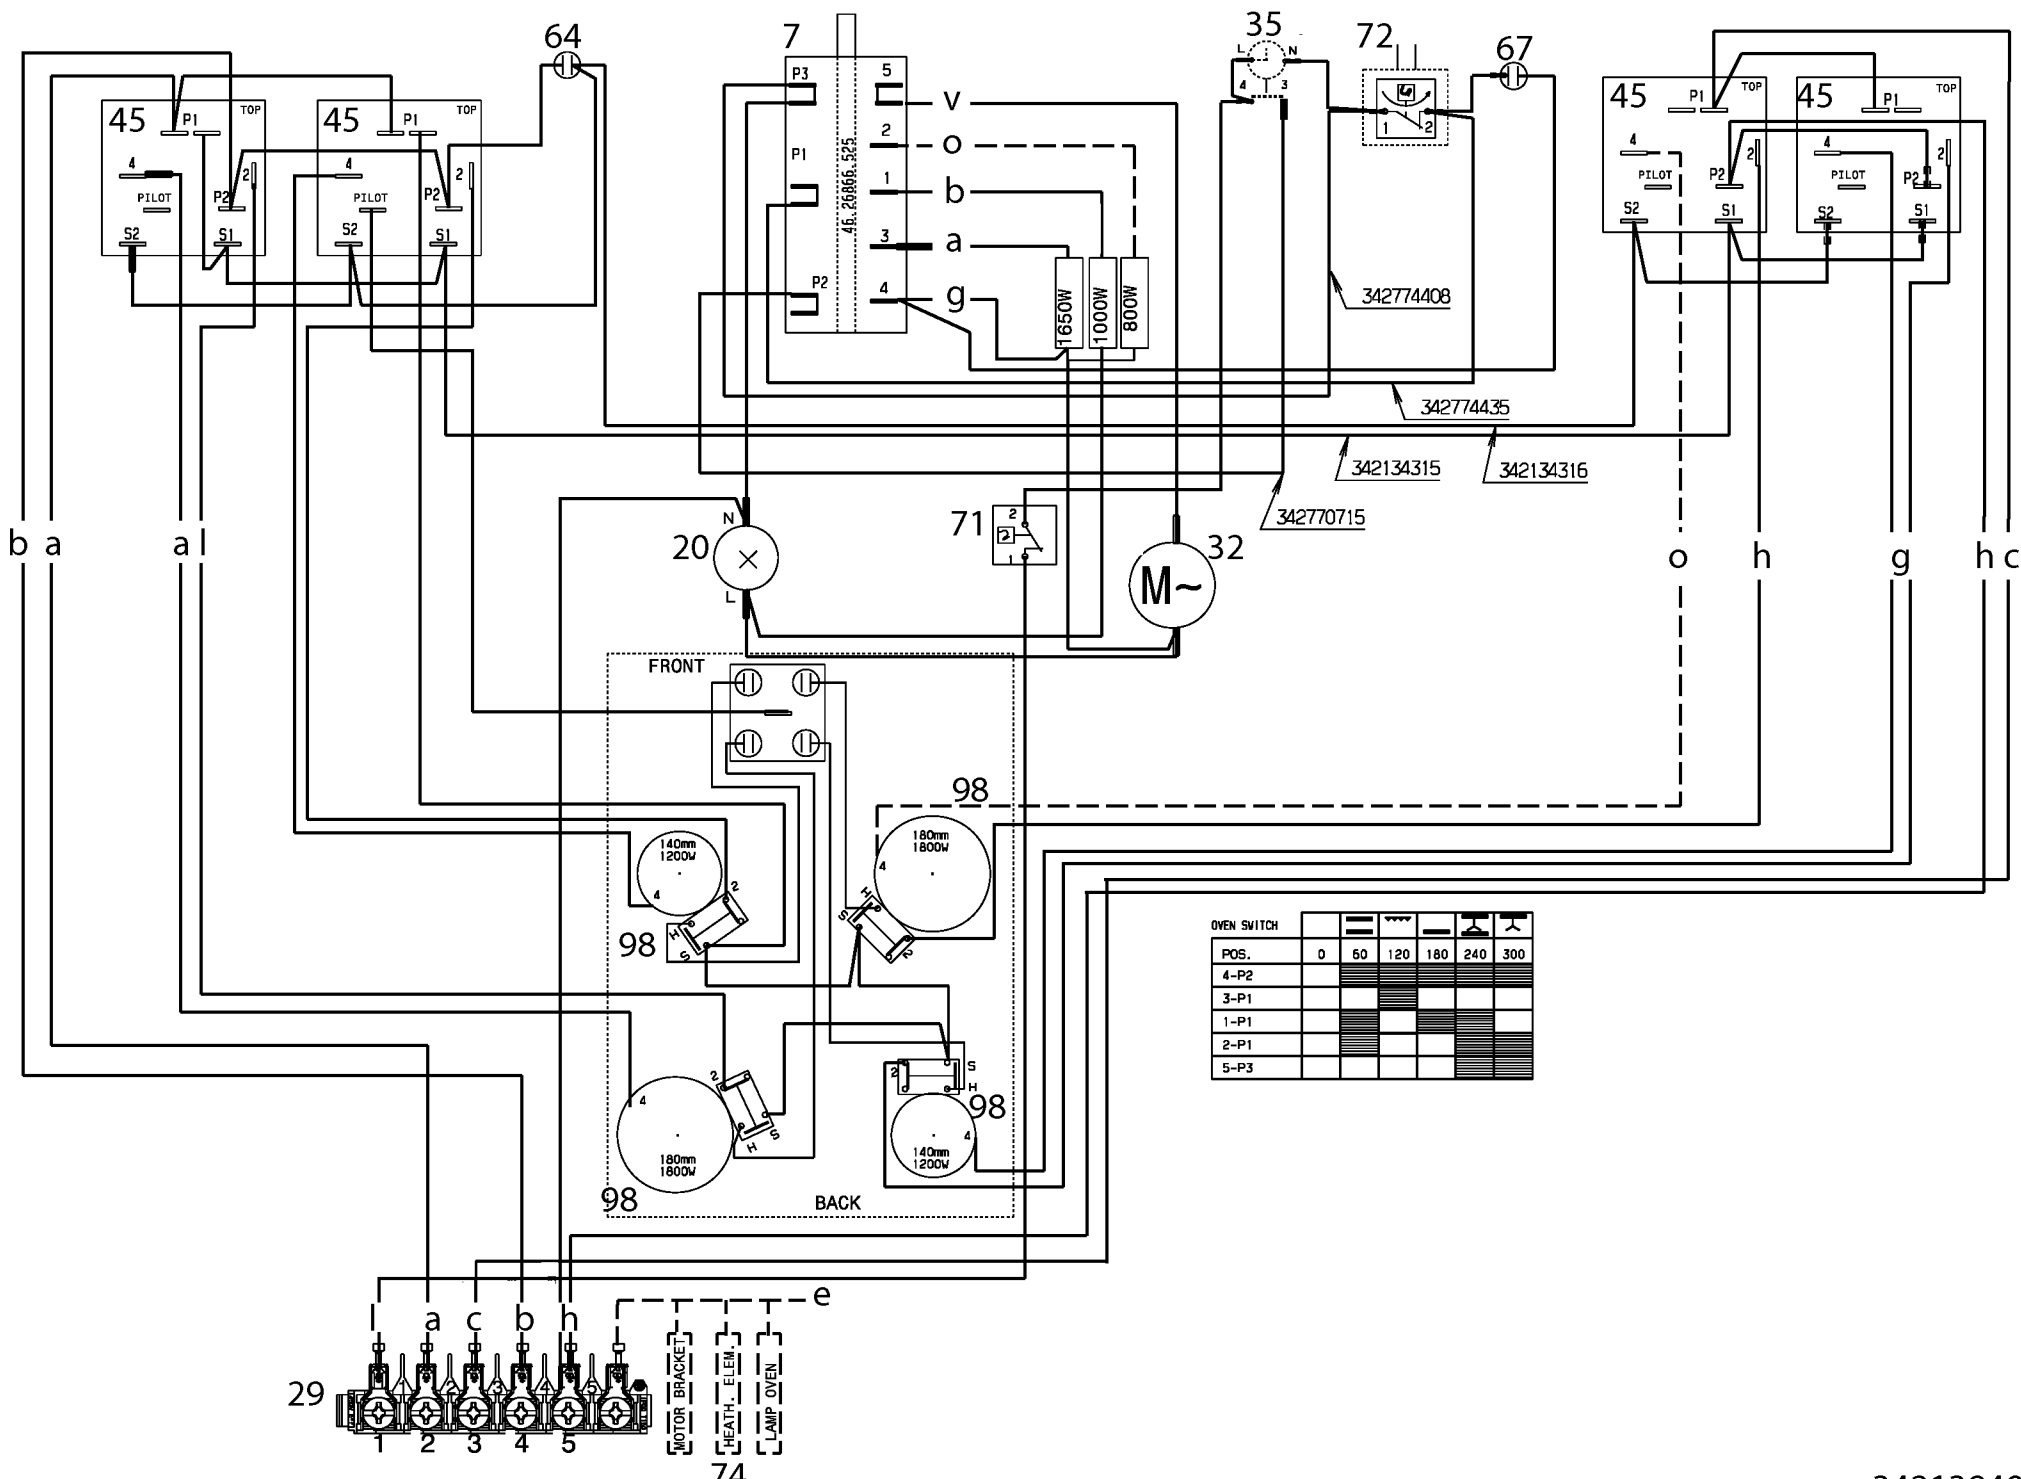 64
7
35
72
67
45
TOP
P1
4
2
PILOT
P2
S2
S1
45
TOP
P1
4
2
PILOT
P2
S2
S1
P3
5
v
2
o
P1
46.26866.525
1
b
3
a
P2
4
g
1650W
1000W
800W
L
N
4
3
1
2
45
TOP
P1
4
2
PILOT
P2
S2
S1
45
TOP
P1
4
2
PILOT
P2
S2
S1
342774408
342774435
342134315
342134316
342770715
b a
a l
N
20
L
71
2
1
32
M~
o
h
g
h c
FRONT
98
140mm
1200W
4
2
H
S
98
180mm
1800W
4
H
S
2
180mm
1800W
4
2
H
S
98
140mm
1200W
4
2
S
H
98
BACK
OVEN SWITCH
POS. 0 60 120 180 240 300
4-P2
3-P1
1-P1
2-P1
5-P3
l a c b h
e
29
1 2 3 4 5
1 2 3 4 5
MOTOR BRACKET
HEATH. ELEM.
LAMP OVEN
74